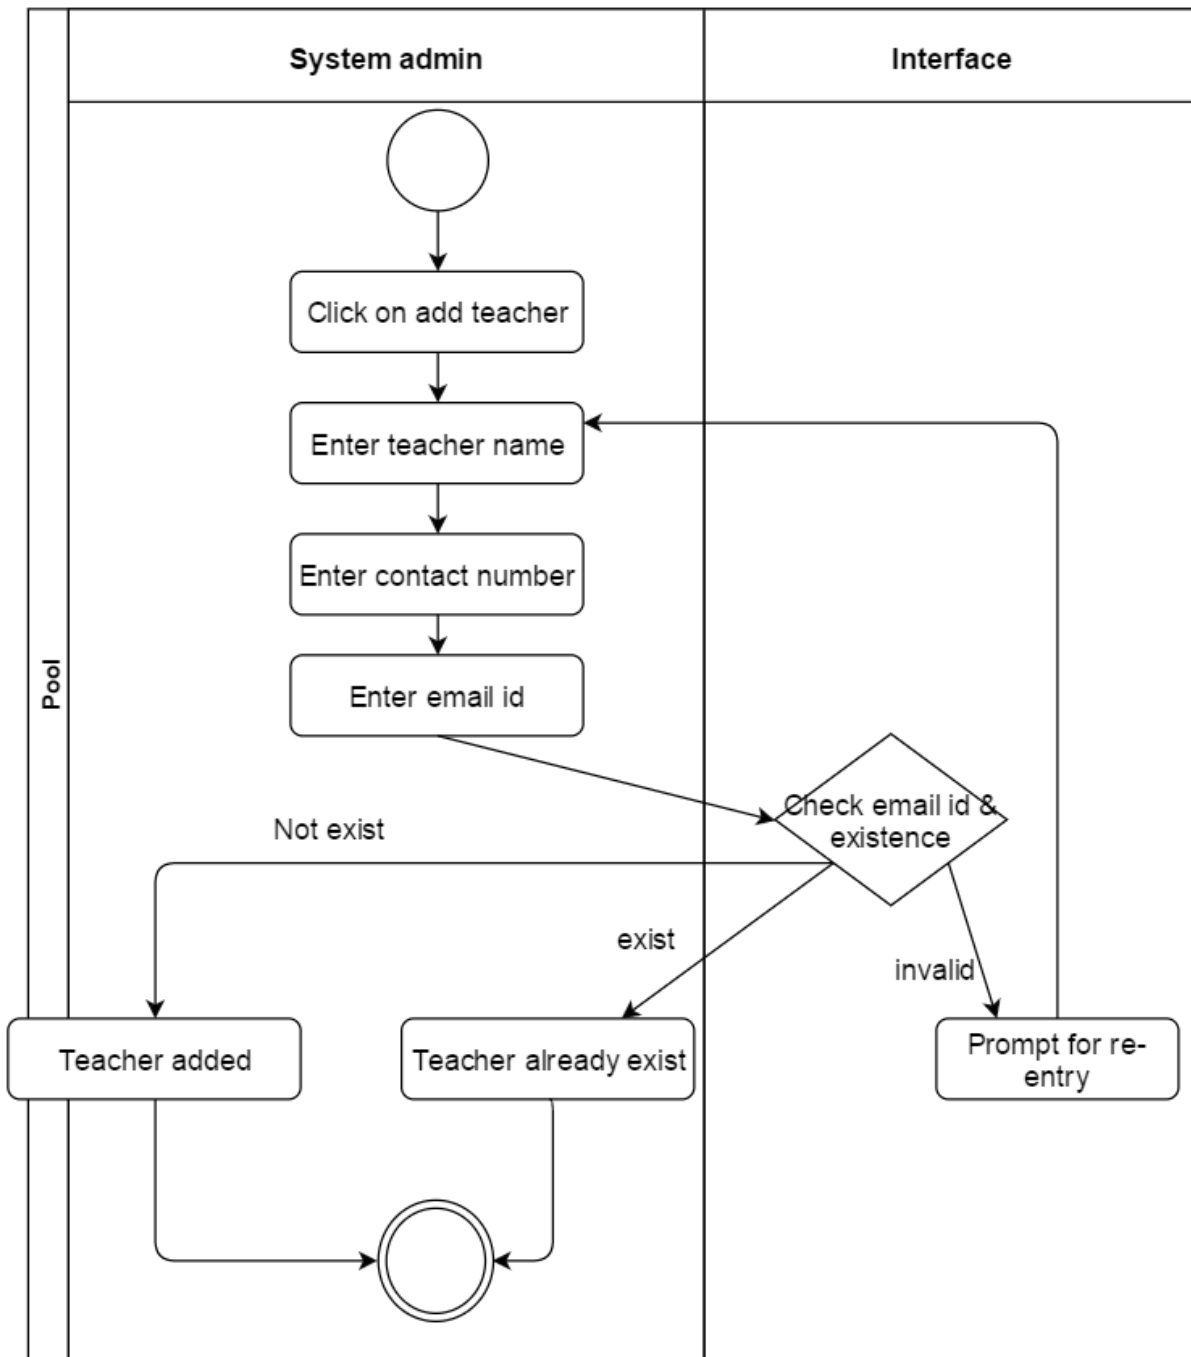 System admin
Interface
Click on add teacher
Enter teacher name
Enter contact number
Pool
Enter email id
Check email id &
existence
Not exist
exist
invalid
Teacher added
Teacher already exist
Prompt for re-
entry